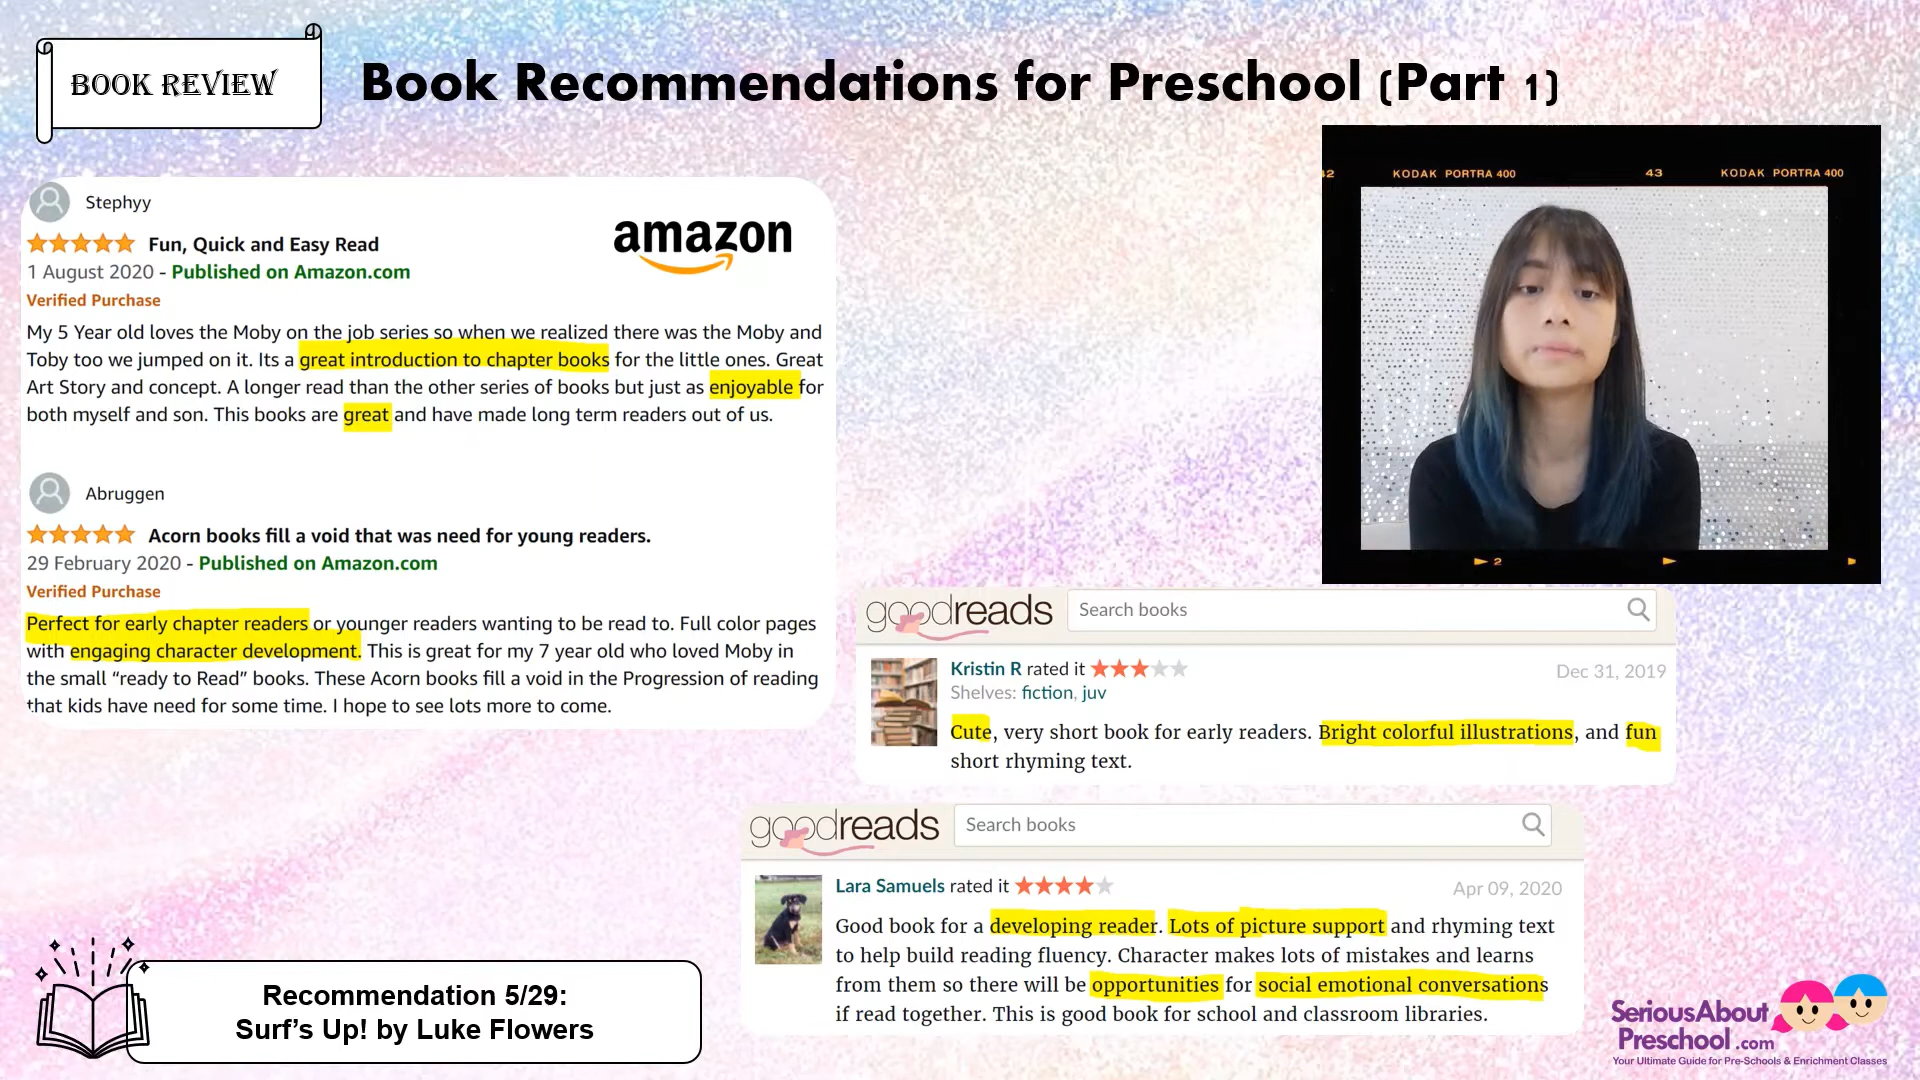 BOOK REVIEW
Book Recommendations for Preschool (Part 1)
Stephyy
Fun, Quick and Easy Read
amazon
1 August 2020 - Published on Amazon.com
Verified Purchase
My 5 Year old loves the Moby on the job series so when we realized there was the Moby and
Toby too we jumped on it. Its a great introduction to chapter books for the little ones. Great
Art Story and concept. A longer read than the other series of books but just as enjoyable for
both myself and son. This books are great and have made long term readers out of us.
Abruggen
Acorn books fill a void that was need for young readers.
29 February 2020 - Published on Amazon.com
Verified Purchase
Perfect for early chapter readers or younger readers wanting to be read to. Full color pages
with engaging character development. This is great for my 7 year old who loved Moby in
the small “ready to Read” books. These Acorn books fill a void in the Progression of reading
that kids have need for some time. I hope to see lots more to come.
42 KODAK PORTRA 400 43 KODAK PORTRA 400
2
goodreads Search books
Kristin R rated it Dec 31, 2019
Shelves: fiction, juv
Cute, very short book for early readers. Bright colorful illustrations, and fun
short rhyming text.
goodreads Search books
Lara Samuels rated it Apr 09, 2020
Good book for a developing reader. Lots of picture support and rhyming text
to help build reading fluency. Character makes lots of mistakes and learns
from them so there will be opportunities for social emotional conversations
if read together. This is good book for school and classroom libraries.
Recommendation 5/29:
Surf’s Up! by Luke Flowers
SeriousAbout
Preschool.com
Your Ultimate Guide for Pre-Schools & Enrichment Classes